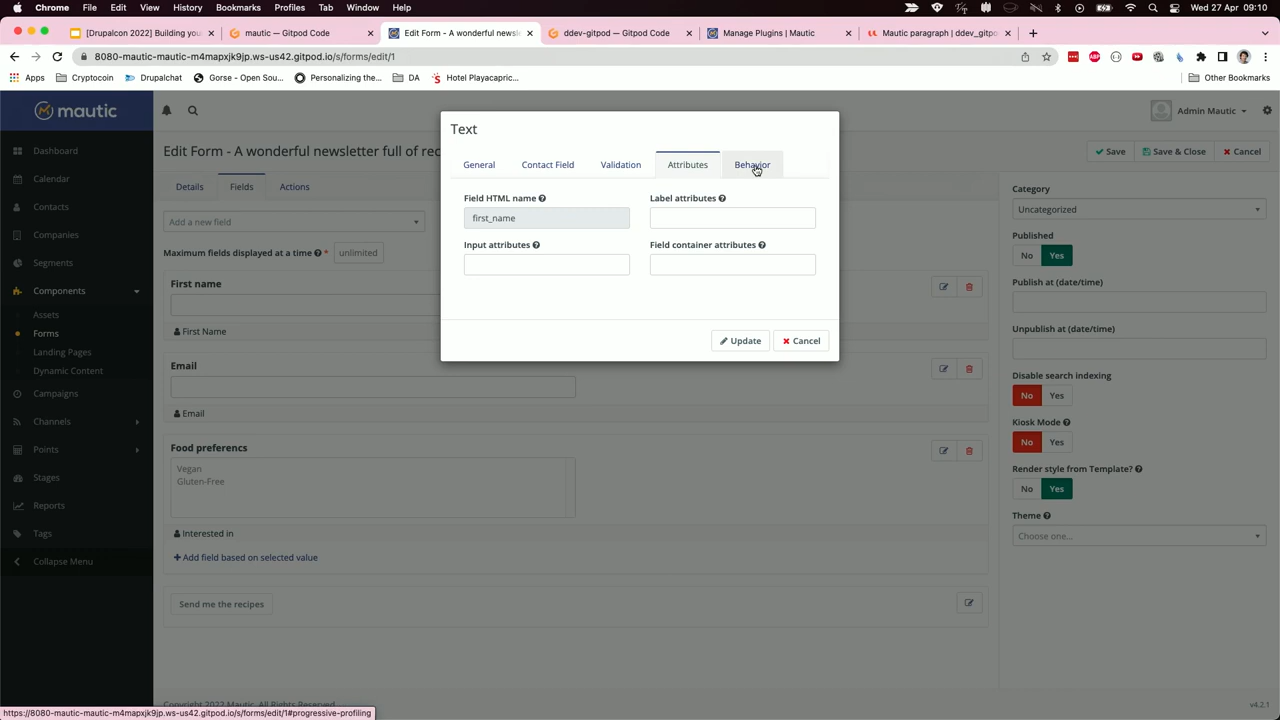 Chrome File Edit View History Bookmarks Profiles Tab Window Help Wed 27 Apr 09:10
[Drupalcon 2022] Building you mautic — Gitpod Code Edit Form - A wonderful newsle ddev-gitpod — Gitpod Code Manage Plugins | Mautic Mautic paragraph | ddev_gitpo
8080-mautic-mautic-m4mapxjk9jp.ws-us42.gitpod.io/s/forms/edit/1
Apps Cryptocoin Drupalchat Gorse - Open Sou... Personalizing the... DA Hotel Playacapric... Other Bookmarks
mautic
Admin Mautic
Dashboard
Calendar
Contacts
Companies
Segments
Components
Assets
Forms
Landing Pages
Dynamic Content
Campaigns
Channels
Points
Stages
Reports
Tags
Collapse Menu
Edit Form - A wonderful newsletter full of rec
Save Save & Close Cancel
Details Fields Actions
Add a new field
Maximum fields displayed at a time * unlimited
First name
First Name
Email
Email
Food preferencs
Vegan
Gluten-Free
Interested in
Add field based on selected value
Send me the recipes
Text
General Contact Field Validation Attributes Behavior
Field HTML name Label attributes
first_name
Input attributes Field container attributes
Update Cancel
Category
Uncategorized
Published
No Yes
Publish at (date/time)
Unpublish at (date/time)
Disable search indexing
No Yes
Kiosk Mode
No Yes
Render style from Template?
No Yes
Theme
Choose one...
Copyright 2022 Mautic. All Rights Reserved. v4.2.1
https://8080-mautic-mautic-m4mapxjk9jp.ws-us42.gitpod.io/s/forms/edit/1#progressive-profiling